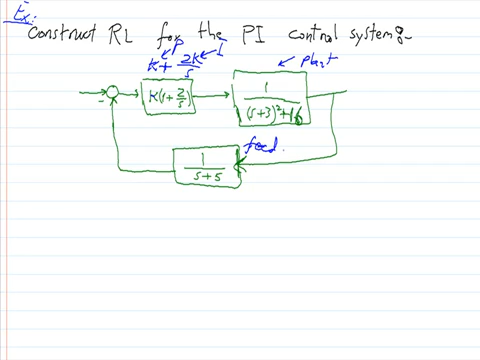 Ex:
Construct RL for the PI control system:-
P I
K + 2K/s
plant
K(1+2/s)
1/((s+3)²+16)
feed.
1/(s+5)
-